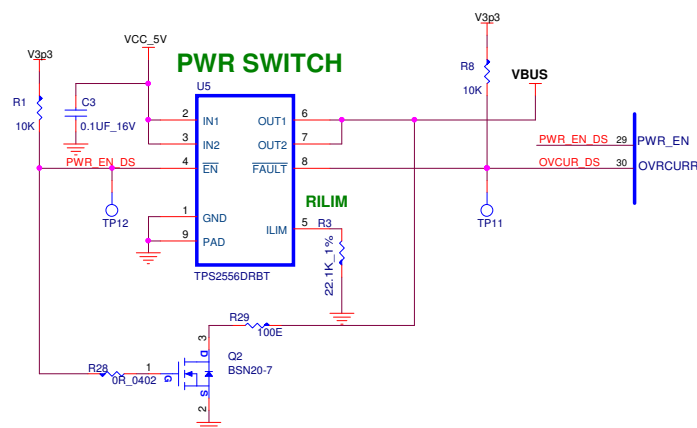 V3p3
VCC_5V
PWR SWITCH
V3p3
R1
10K
C3
0.1UF_16V
U5
R8
10K
VBUS
2 IN1 OUT1 6
3 IN2 OUT2 7
PWR_EN_DS 4 EN FAULT 8
PWR_EN_DS 29 PWR_EN
OVCUR_DS 30 OVRCURR
TP12
TP11
1 GND
9 PAD
ILIM 5
RILIM
R3
22.1K_1%
TPS2556DRBT
R29
100E
3
D
Q2
BSN20-7
R28
0R_0402
1
G
S
2